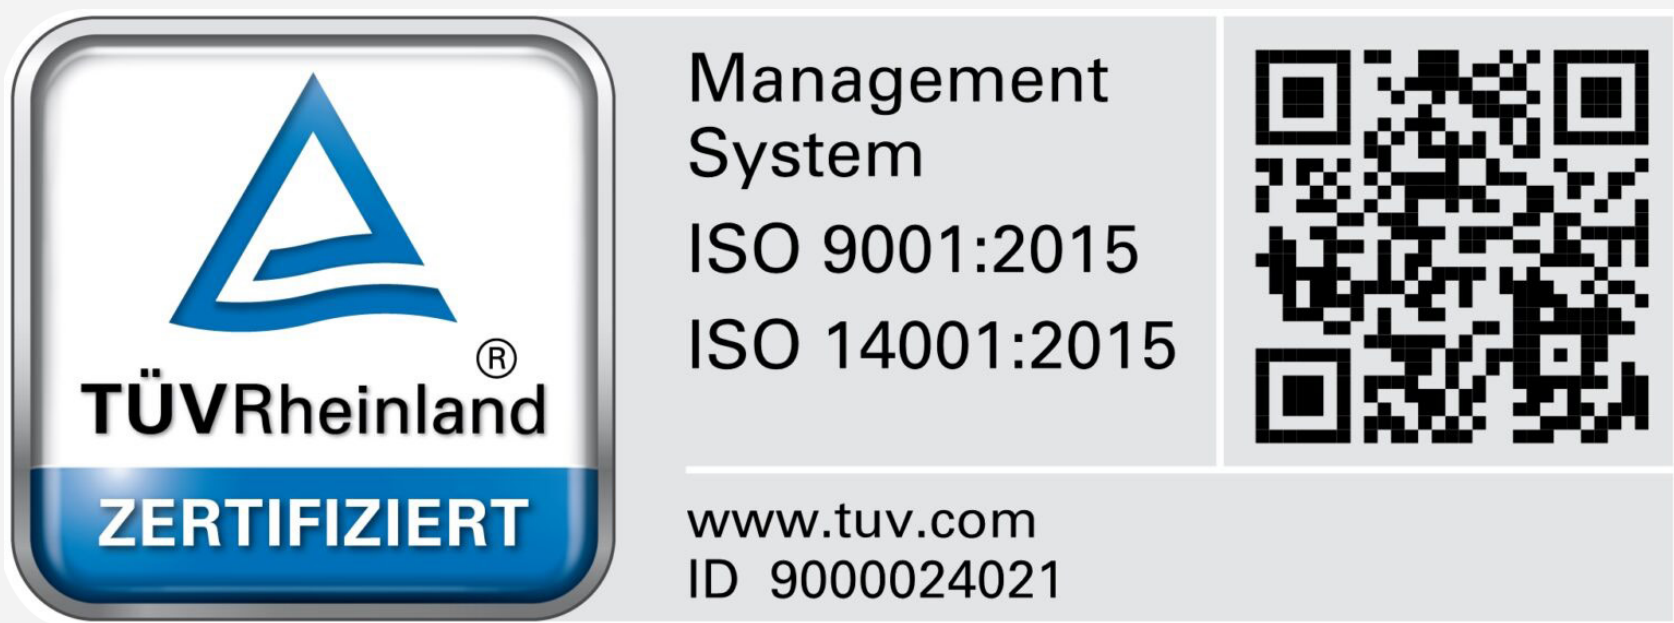 ®
TÜVRheinland
ZERTIFIZIERT
Management
System
ISO 9001:2015
ISO 14001:2015
www.tuv.com
ID 9000024021